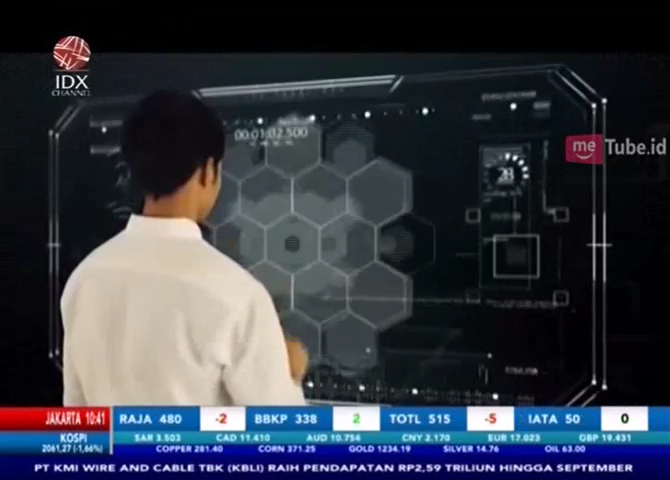 IDX
CHANNEL
00:01:02.500
me Tube.id
JAKARTA 10:41 RAJA 480 -2 BBKP 338 2 TOTL 515 -5 IATA 50 0
KOSPI SAR 3.503 CAD 11.410 AUD 10.754 CNY 2.170 EUR 17.023 GBP 19.431
2061,27 (-1,66%) COPPER 281.40 CORN 371.25 GOLD 1234.19 SILVER 14.76 OIL 63.00
PT KMI WIRE AND CABLE TBK (KBLI) RAIH PENDAPATAN RP2,59 TRILIUN HINGGA SEPTEMBER